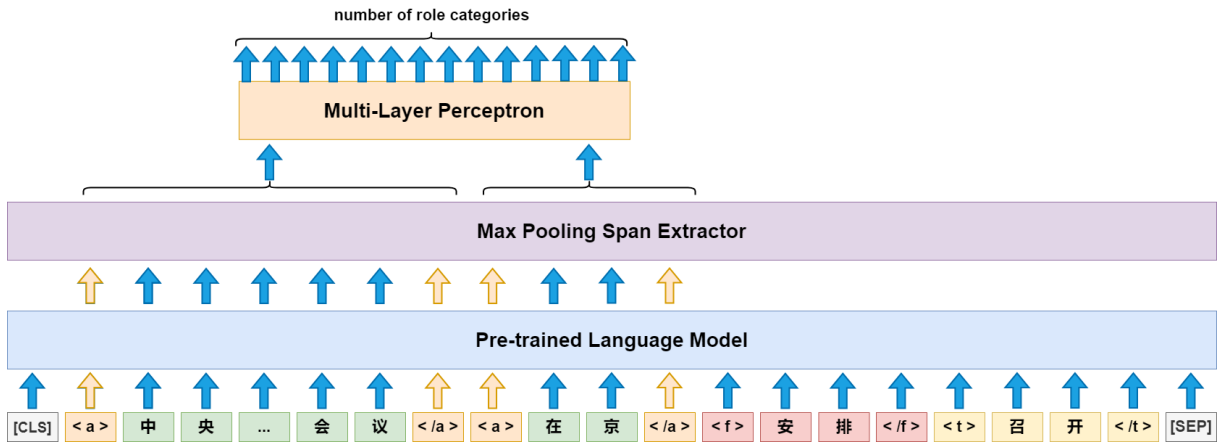 number of role categories
Multi-Layer Perceptron
Max Pooling Span Extractor
Pre-trained Language Model
[CLS] < a > 中 央 ... 会 议 < /a > < a > 在 京 < /a > < f > 安 排 < /f > < t > 召 开 < /t > [SEP]